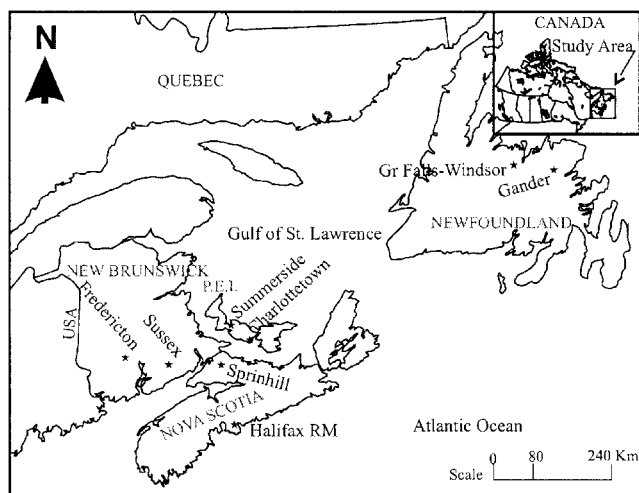 N
CANADA
Study Area
QUEBEC
Gr Falls-Windsor
Gander
NEWFOUNDLAND
Gulf of St. Lawrence
NEW BRUNSWICK
P.E.I.
Summerside
Charlottetown
Fredericton
Sussex
USA
Sprinhill
NOVA SCOTIA
Halifax RM
Atlantic Ocean
0 80 240 Km
Scale